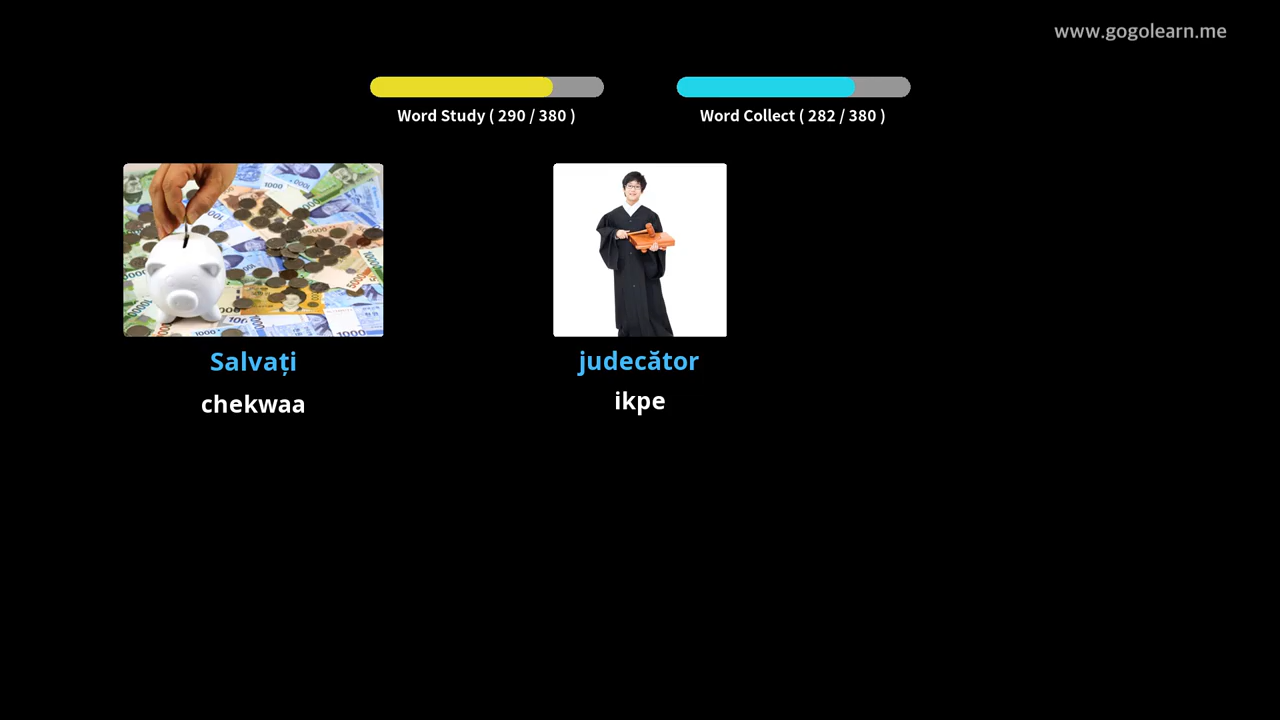 www.gogolearn.me
Word Study ( 290 / 380 )
Word Collect ( 282 / 380 )
Salvați
judecător
chekwaa
ikpe